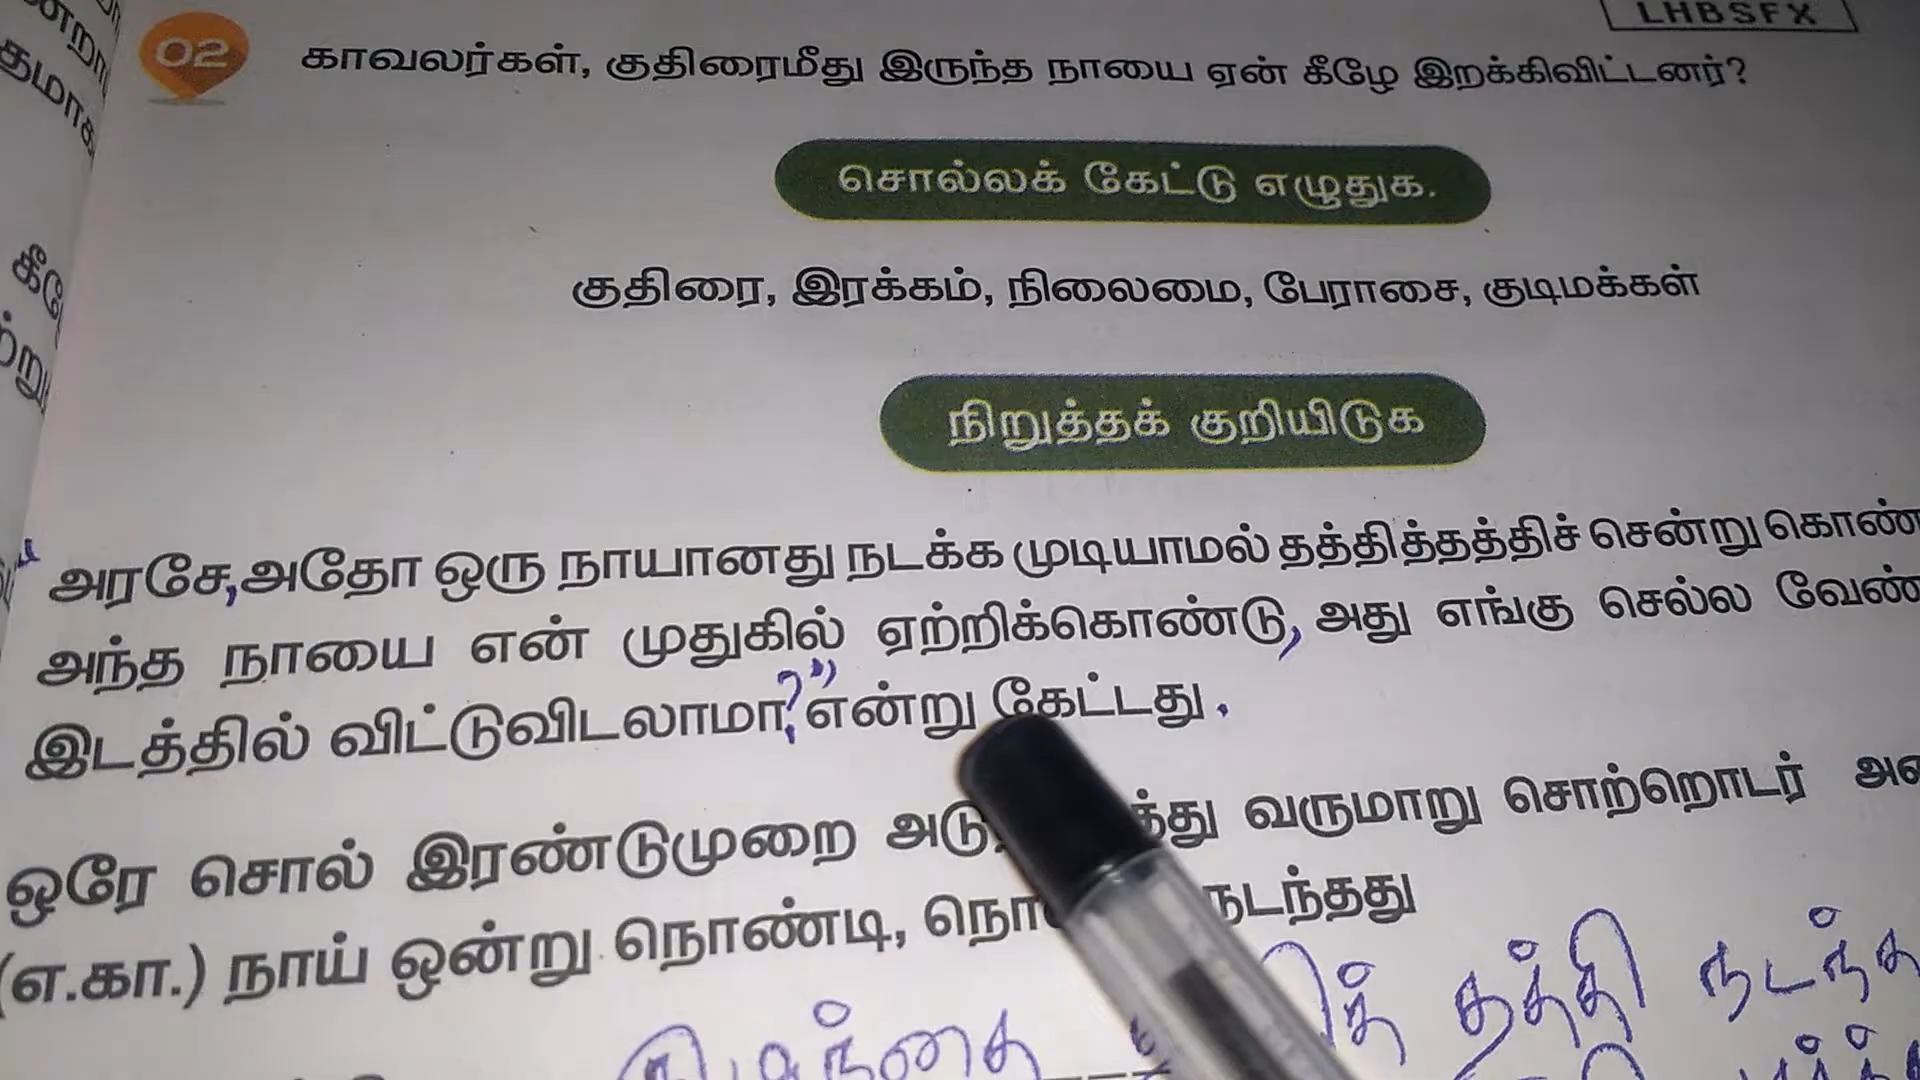 LHBSFX
02 காவலர்கள், குதிரைமீது இருந்த நாயை ஏன் கீழே இறக்கிவிட்டனர்?
சொல்லக் கேட்டு எழுதுக.
குதிரை, இரக்கம், நிலைமை, பேராசை, குடிமக்கள்
நிறுத்தக் குறியிடுக
அரசே, அதோ ஒரு நாயானது நடக்க முடியாமல் தத்தித்தத்திச் சென்று
அந்த நாயை என் முதுகில் ஏற்றிக்கொண்டு, அது எங்கு செல்ல
இடத்தில் விட்டுவிடலாமா?" என்று கேட்டது.
ஒரே சொல் இரண்டுமுறை வருமாறு சொற்றொடர்
(எ.கா.) நாய் ஒன்று நொண்டி, நடந்தது
தத்தி